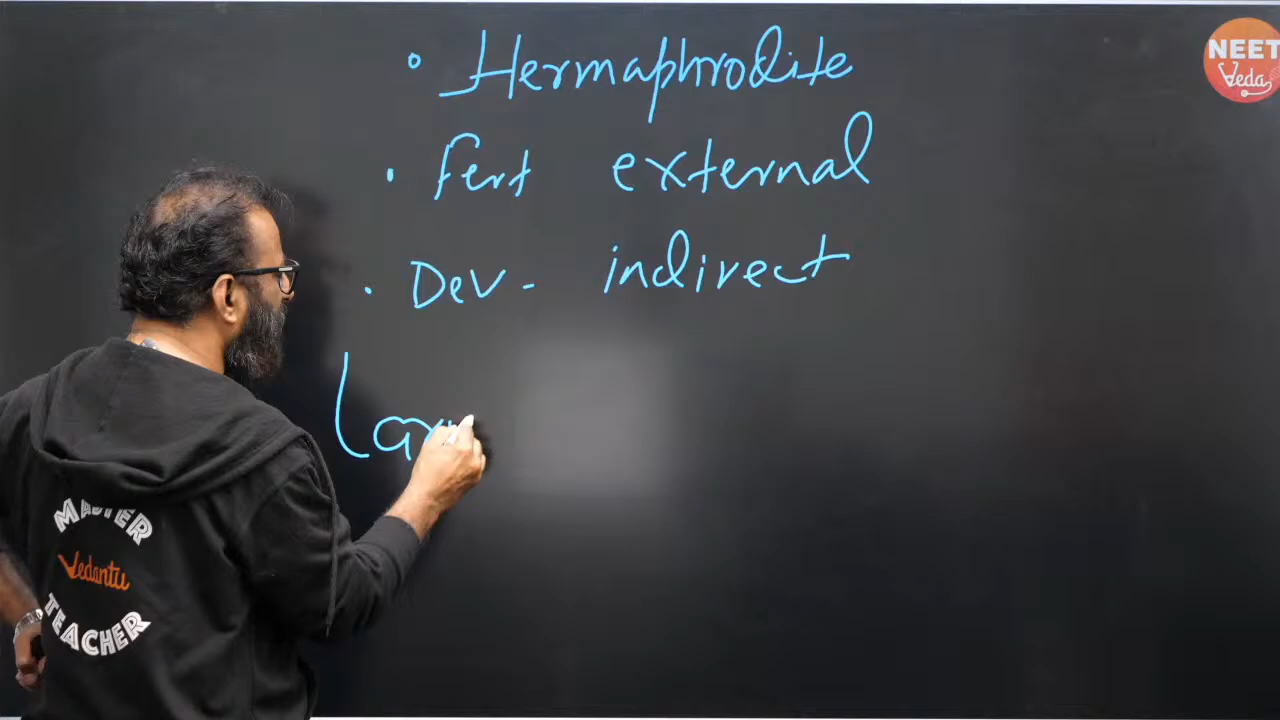 • Hermaphrodite
• Fert external
• Dev - indirect
NEET
Veda
MASTER
Vedantu
TEACHER